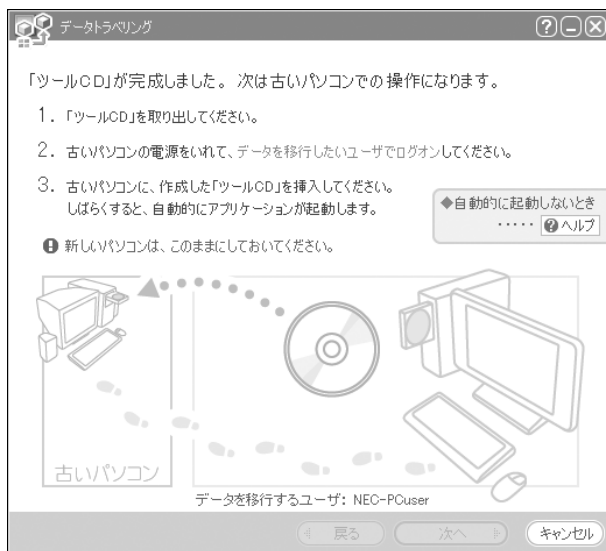 データトラベリング
「ツールCD」が完成しました。次は古いパソコンでの操作になります。
1. 「ツールCD」を取り出してください。
2. 古いパソコンの電源をいれて、データを移行したいユーザでログオンしてください。
3. 古いパソコンに、作成した「ツールCD」を挿入してください。
しばらくすると、自動的にアプリケーションが起動します。
◆自動的に起動しないとき
‥‥‥ ?ヘルプ
! 新しいパソコンは、このままにしておいてください。
古いパソコン
データを移行するユーザ: NEC-PCuser
戻る
次へ
キャンセル